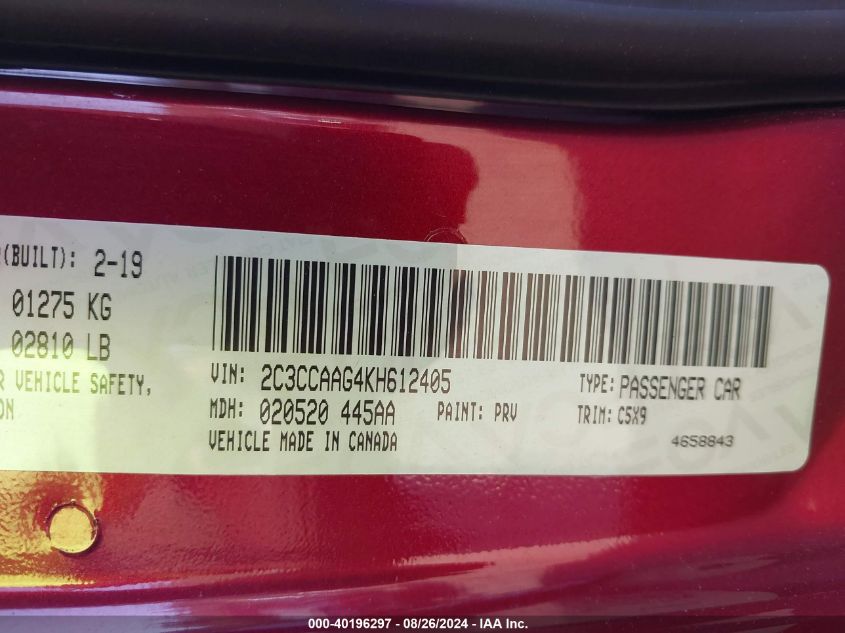 R(BUILT): 2-19
01275 KG
02810 LB
R VEHICLE SAFETY,
ON
VIN: 2C3CCAAG4KH612405
TYPE: PASSENGER CAR
MDH: 020520 445AA PAINT: PRV TRIM: C5X9
VEHICLE MADE IN CANADA
4658843
000-40196297 - 08/26/2024 - IAA Inc.